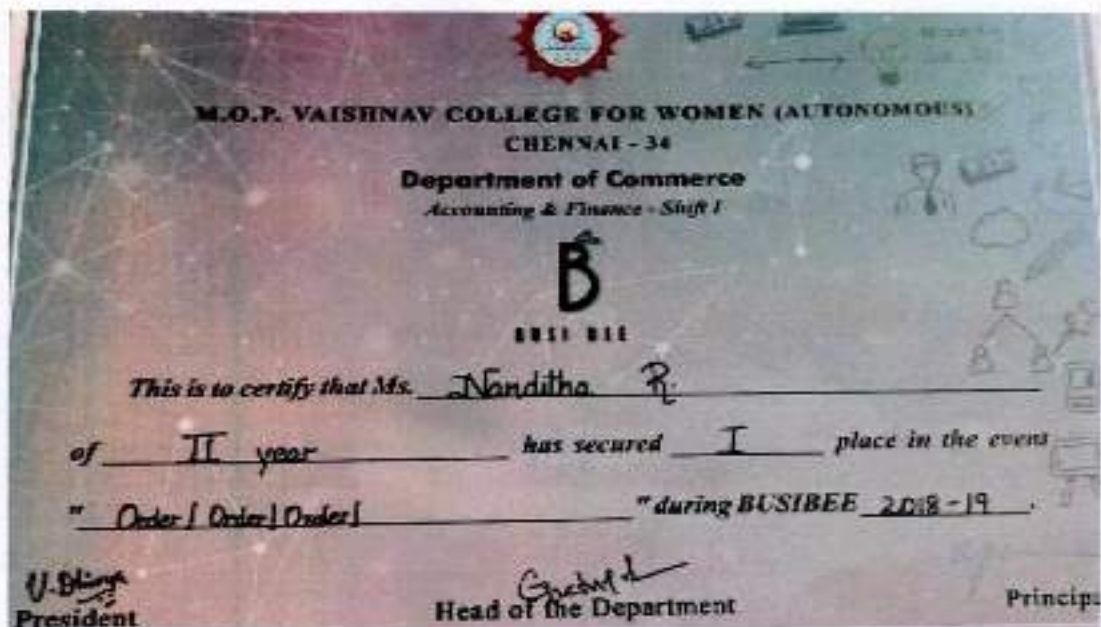 M.O.P. VAISHNAV COLLEGE FOR WOMEN (AUTONOMOUS)
CHENNAI - 34
Department of Commerce
Accounting & Finance - Shift I
B
BUSI BEE
This is to certify that Ms. Nanditha R.
of II year has secured I place in the event
" Order! Order! Order! " during BUSIBEE 2018-19.
President Head of the Department Princip